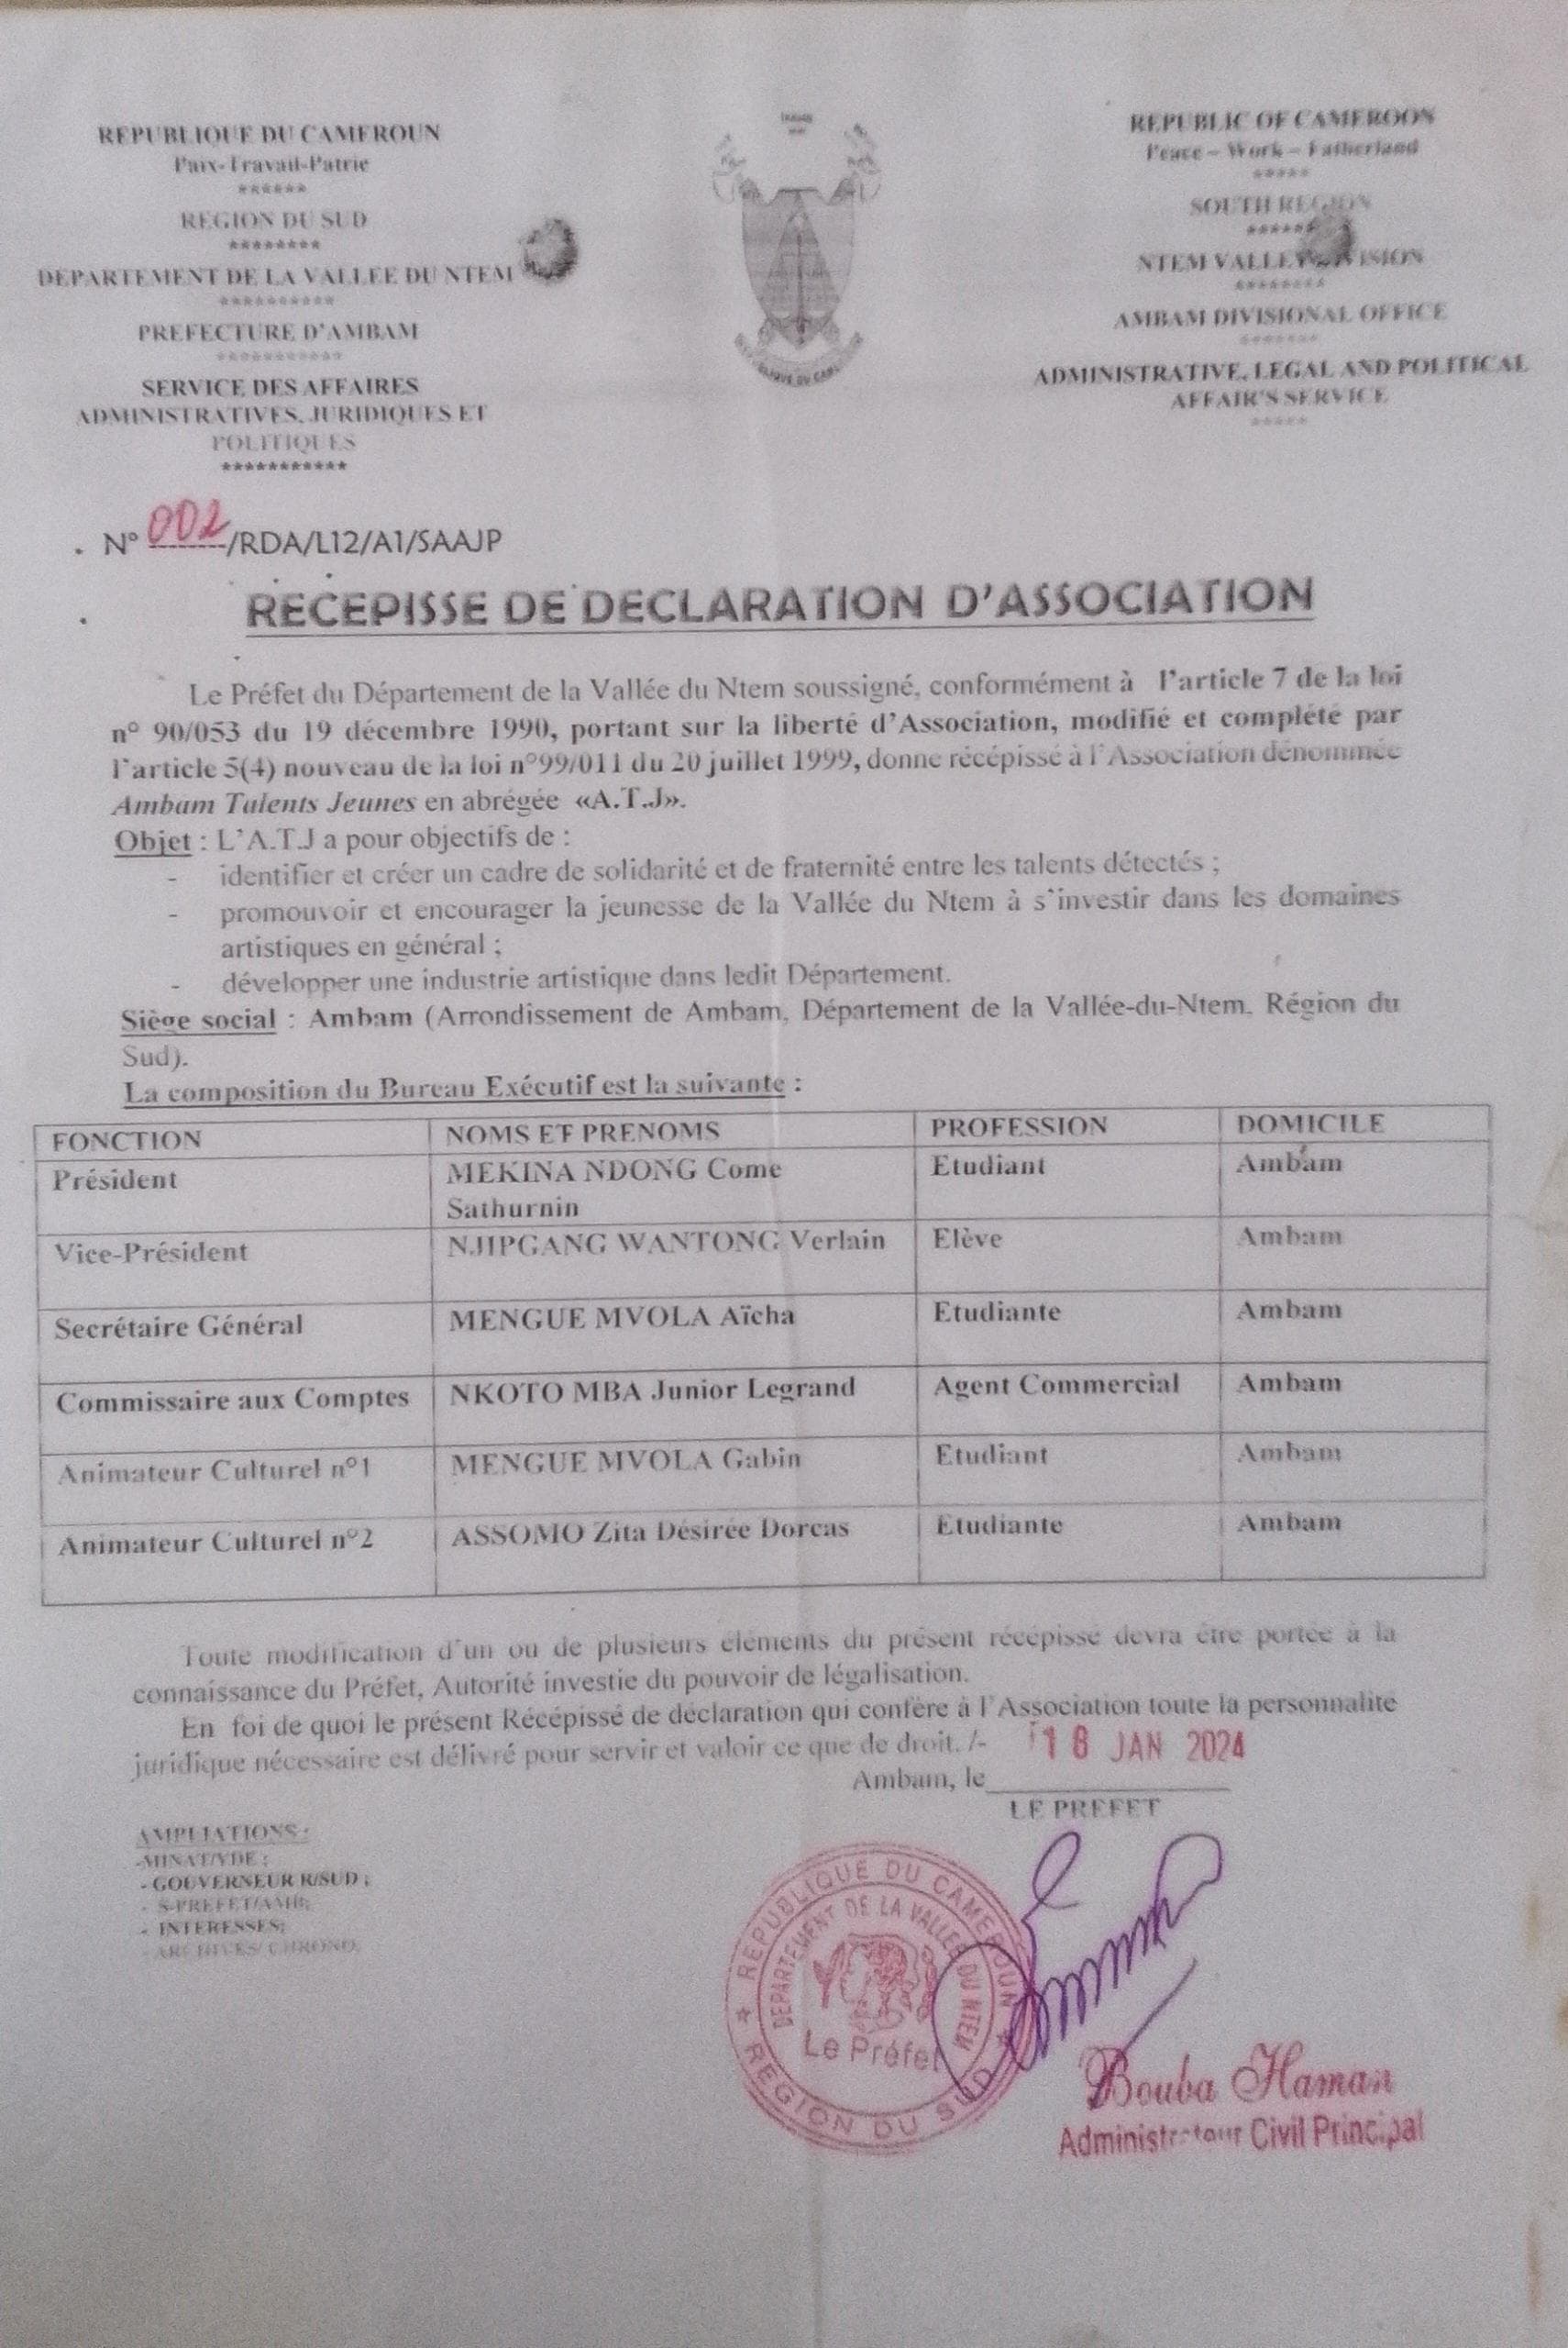 REPUBLIQUE DU CAMEROUN
Paix-Travail-Patrie
******
REGION DU SUD
********
DEPARTEMENT DE LA VALLEE DU NTEM
**********
PREFECTURE D'AMBAM
***********
SERVICE DES AFFAIRES
ADMINISTRATIVES, JURIDIQUES ET
POLITIQUES
***********
REPUBLIC OF CAMEROON
Peace – Work – Fatherland
*****
SOUTH REGION
******
NTEM VALLEY DIVISION
********
AMBAM DIVISIONAL OFFICE
*******
ADMINISTRATIVE, LEGAL AND POLITICAL
AFFAIR'S SERVICE
*****
N° 002/RDA/L12/A1/SAAJP
RECEPISSE DE DECLARATION D'ASSOCIATION
Le Préfet du Département de la Vallée du Ntem soussigné, conformément à l'article 7 de la loi
n° 90/053 du 19 décembre 1990, portant sur la liberté d'Association, modifié et complété par
l'article 5(4) nouveau de la loi n°99/011 du 20 juillet 1999, donne récépissé à l'Association dénommée
Ambam Talents Jeunes en abrégée «A.T.J».
Objet : L'A.T.J a pour objectifs de :
- identifier et créer un cadre de solidarité et de fraternité entre les talents détectés ;
- promouvoir et encourager la jeunesse de la Vallée du Ntem à s'investir dans les domaines
artistiques en général ;
- développer une industrie artistique dans ledit Département.
Siège social : Ambam (Arrondissement de Ambam, Département de la Vallée-du-Ntem, Région du
Sud).
La composition du Bureau Exécutif est la suivante :
FONCTION NOMS ET PRENOMS PROFESSION DOMICILE
Président MEKINA NDONG Come Etudiant Ambam
Sathurnin
Vice-Président NJIPGANG WANTONG Verlain Elève Ambam
Secrétaire Général MENGUE MVOLA Aïcha Etudiante Ambam
Commissaire aux Comptes NKOTO MBA Junior Legrand Agent Commercial Ambam
Animateur Culturel n°1 MENGUE MVOLA Gabin Etudiant Ambam
Animateur Culturel n°2 ASSOMO Zita Désirée Dorcas Etudiante Ambam
Toute modification d'un ou de plusieurs éléments du présent récépissé devra être portée à la
connaissance du Préfet, Autorité investie du pouvoir de légalisation.
En foi de quoi le présent Récépissé de déclaration qui confère à l'Association toute la personnalité
juridique nécessaire est délivré pour servir et valoir ce que de droit. /-
18 JAN 2024
Ambam, le
LE PREFET
AMPLIATIONS :
-MINAT/YDE ;
- GOUVERNEUR R/SUD ;
- S-PREFET/AMB;
- INTERESSES;
- ARCHIVES/ CHRONO.
REPUBLIQUE DU CAMEROUN
DEPARTEMENT DE LA VALLEE DU NTEM
Le Préfet
REGION DU SUD
Bouba Haman
Administrateur Civil Principal